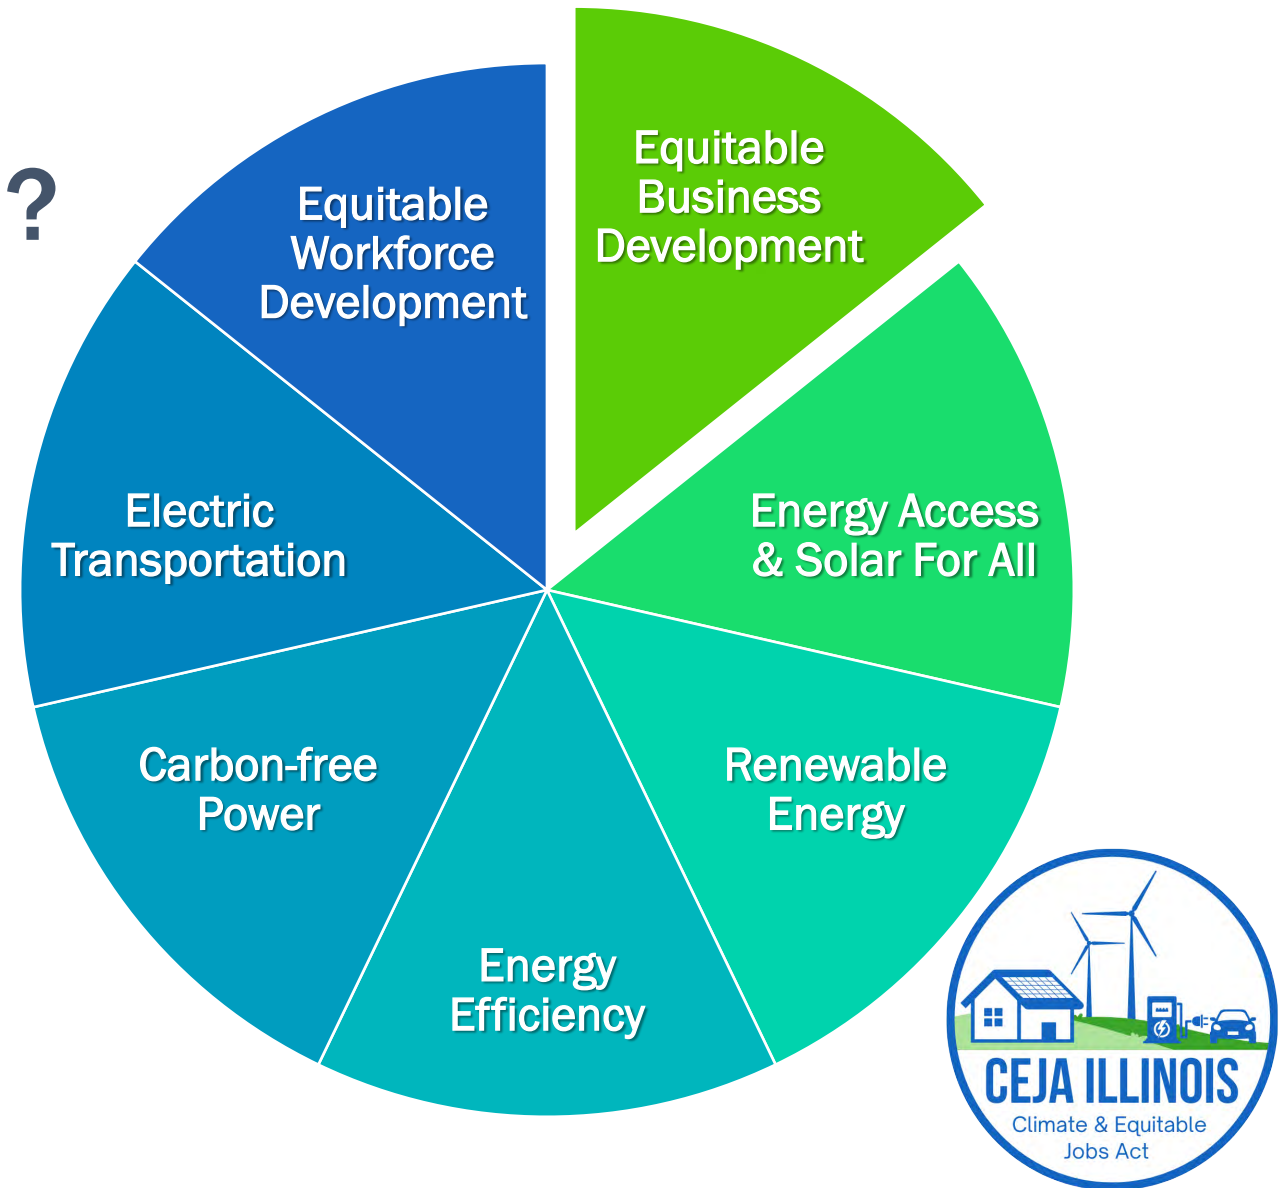 ?
Equitable
Business
Development
Equitable
Workforce
Development
Energy Access
& Solar For All
Electric
Transportation
Renewable
Energy
Carbon-free
Power
Energy
Efficiency
CEJA ILLINOIS
Climate & Equitable
Jobs Act